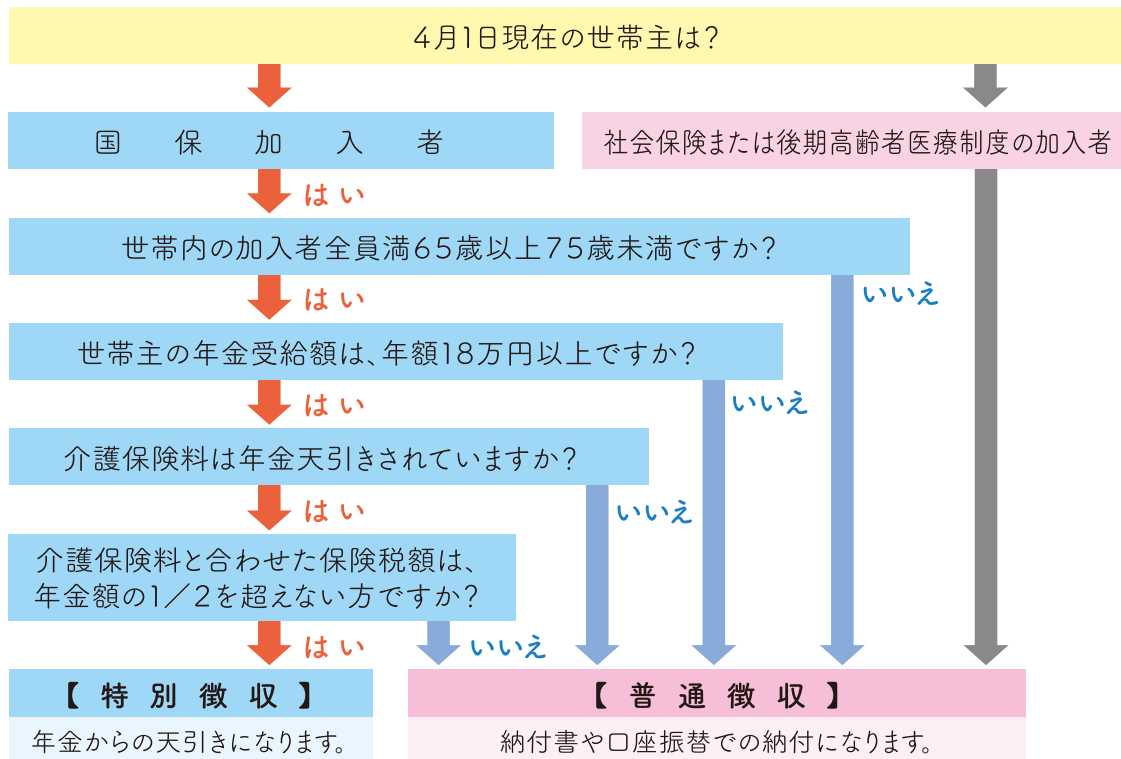 4月1日現在の世帯主は？
国保加入者
社会保険または後期高齢者医療制度の加入者
はい
世帯内の加入者全員満65歳以上75歳未満ですか？
はい
いいえ
世帯主の年金受給額は、年額18万円以上ですか？
はい
いいえ
介護保険料は年金天引きされていますか？
はい
いいえ
介護保険料と合わせた保険税額は、
年金額の1／2を超えない方ですか？
はい
いいえ
【特別徴収】
【普通徴収】
年金からの天引きになります。
納付書や口座振替での納付になります。